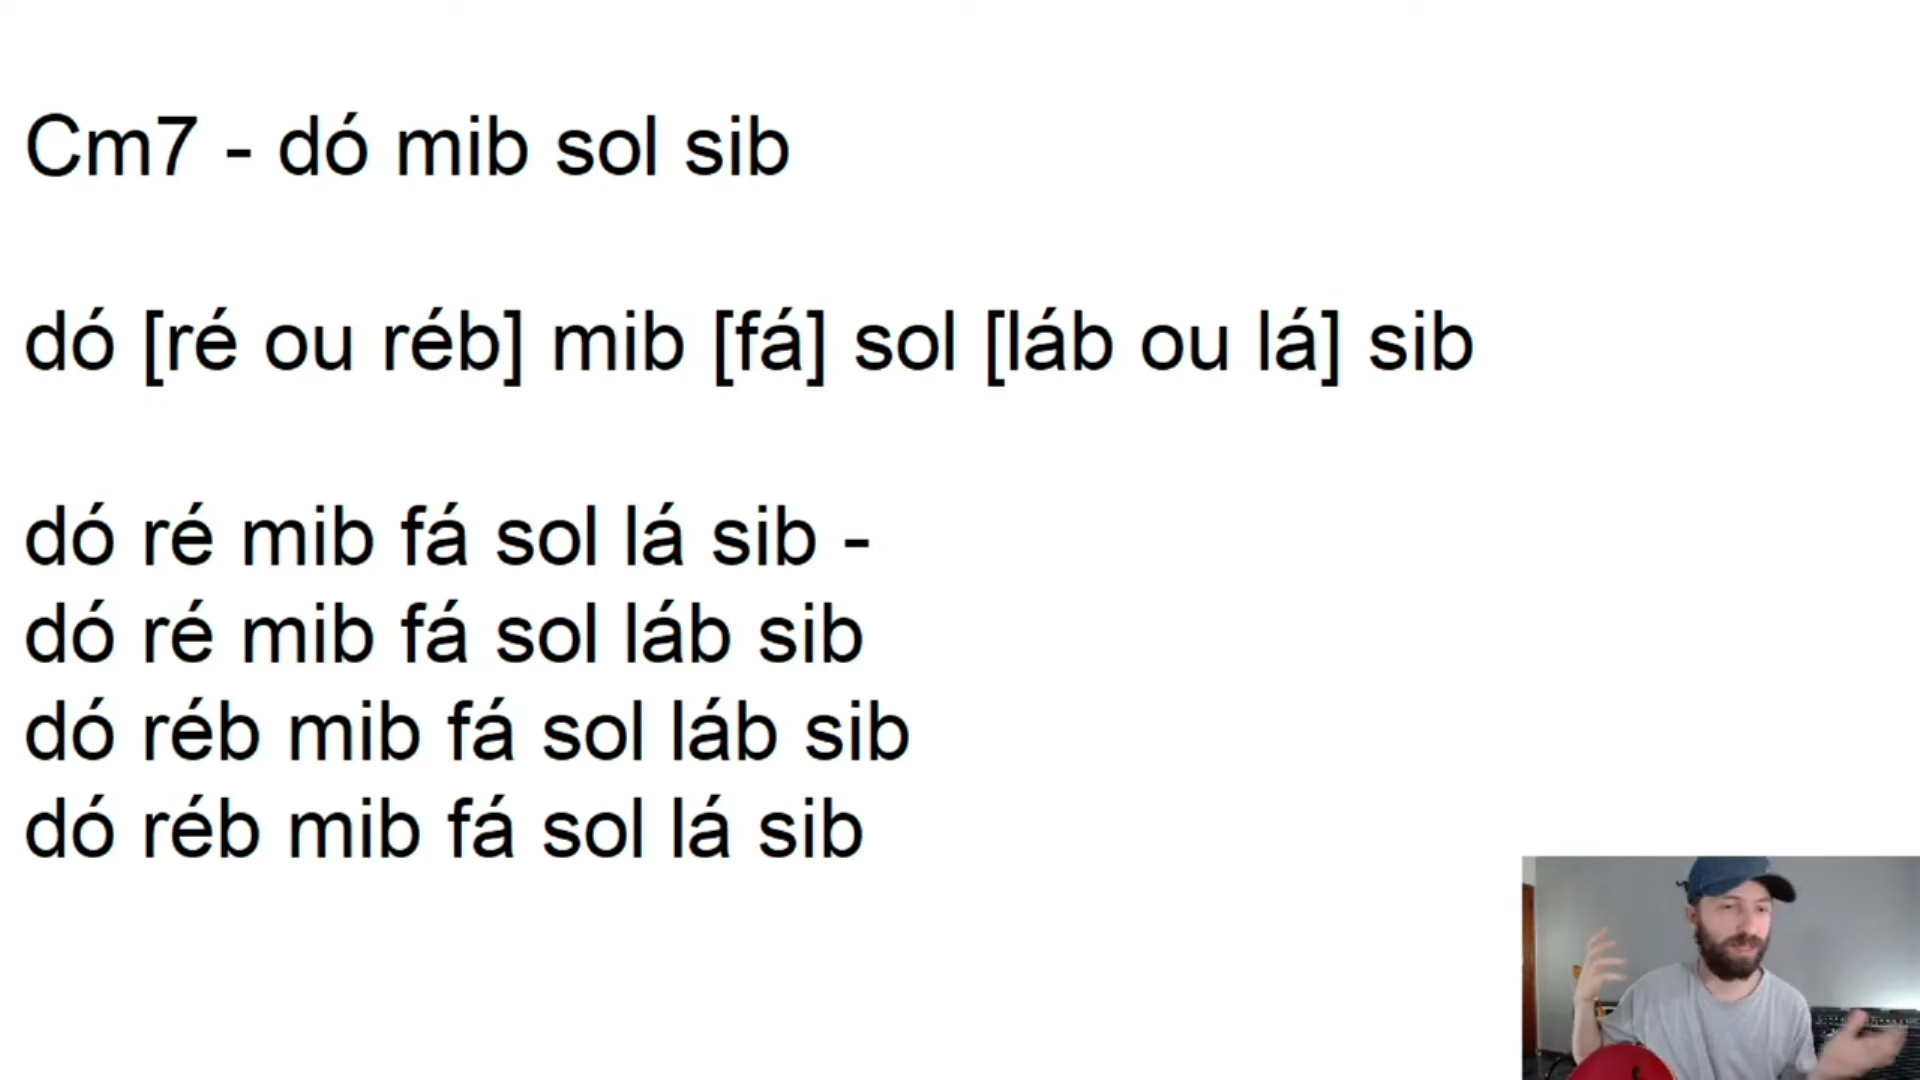 Cm7 - dó mib sol sib
dó [ré ou réb] mib [fá] sol [láb ou lá] sib
dó ré mib fá sol lá sib -
dó ré mib fá sol láb sib
dó réb mib fá sol láb sib
dó réb mib fá sol lá sib